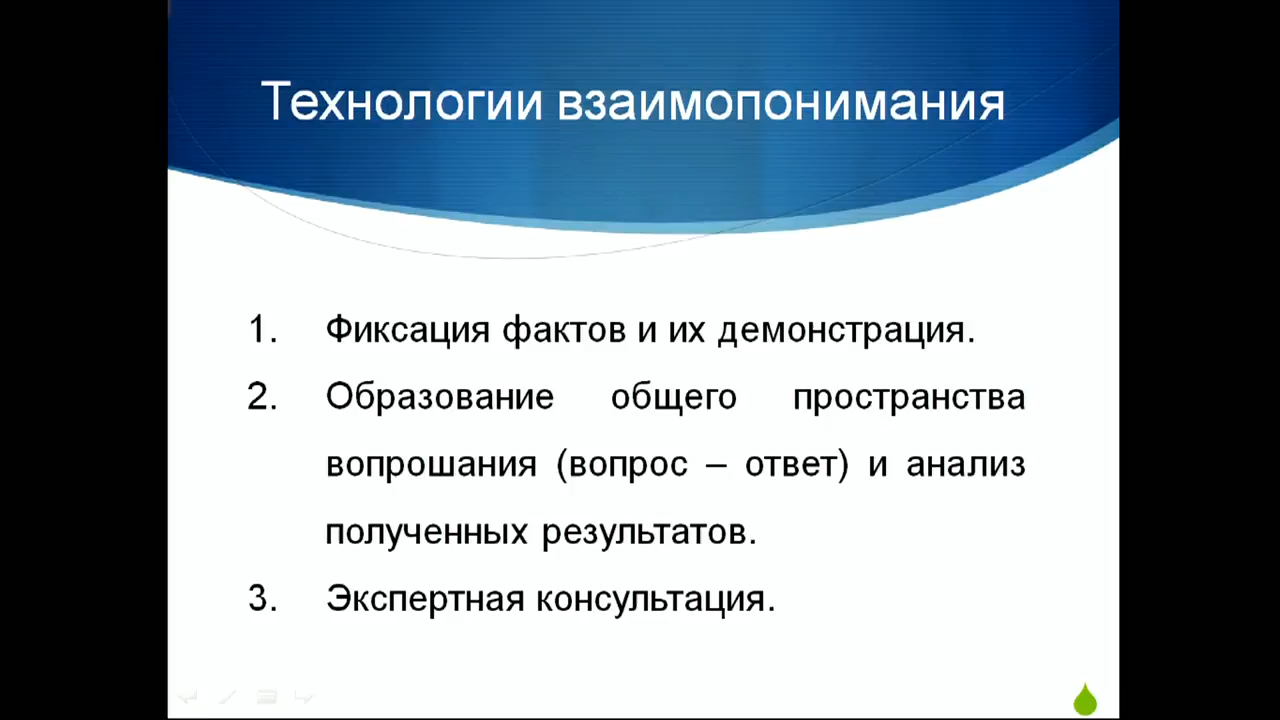 Технологии взаимопонимания
1. Фиксация фактов и их демонстрация.
2. Образование общего пространства
вопрошания (вопрос – ответ) и анализ
полученных результатов.
3. Экспертная консультация.